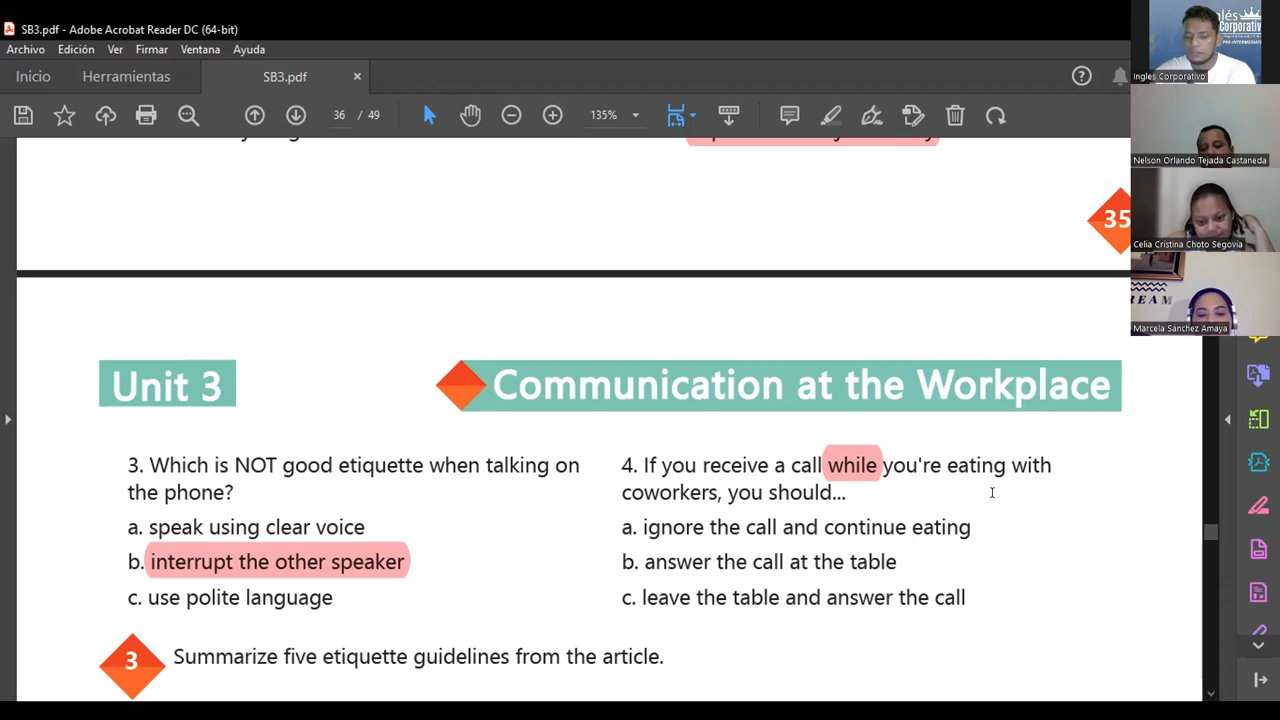 SB3.pdf - Adobe Acrobat Reader DC (64-bit)
Archivo Edición Ver Firmar Ventana Ayuda
Inicio Herramientas SB3.pdf ×
36 / 49 135%
35
Unit 3 Communication at the Workplace
3. Which is NOT good etiquette when talking on
the phone?
a. speak using clear voice
b. interrupt the other speaker
c. use polite language
4. If you receive a call while you're eating with
coworkers, you should...
a. ignore the call and continue eating
b. answer the call at the table
c. leave the table and answer the call
3 Summarize five etiquette guidelines from the article.
Ingles Corporativo
Nelson Orlando Tejada Castaneda
Celia Cristina Choto Segovia
Marcela Sánchez Amaya